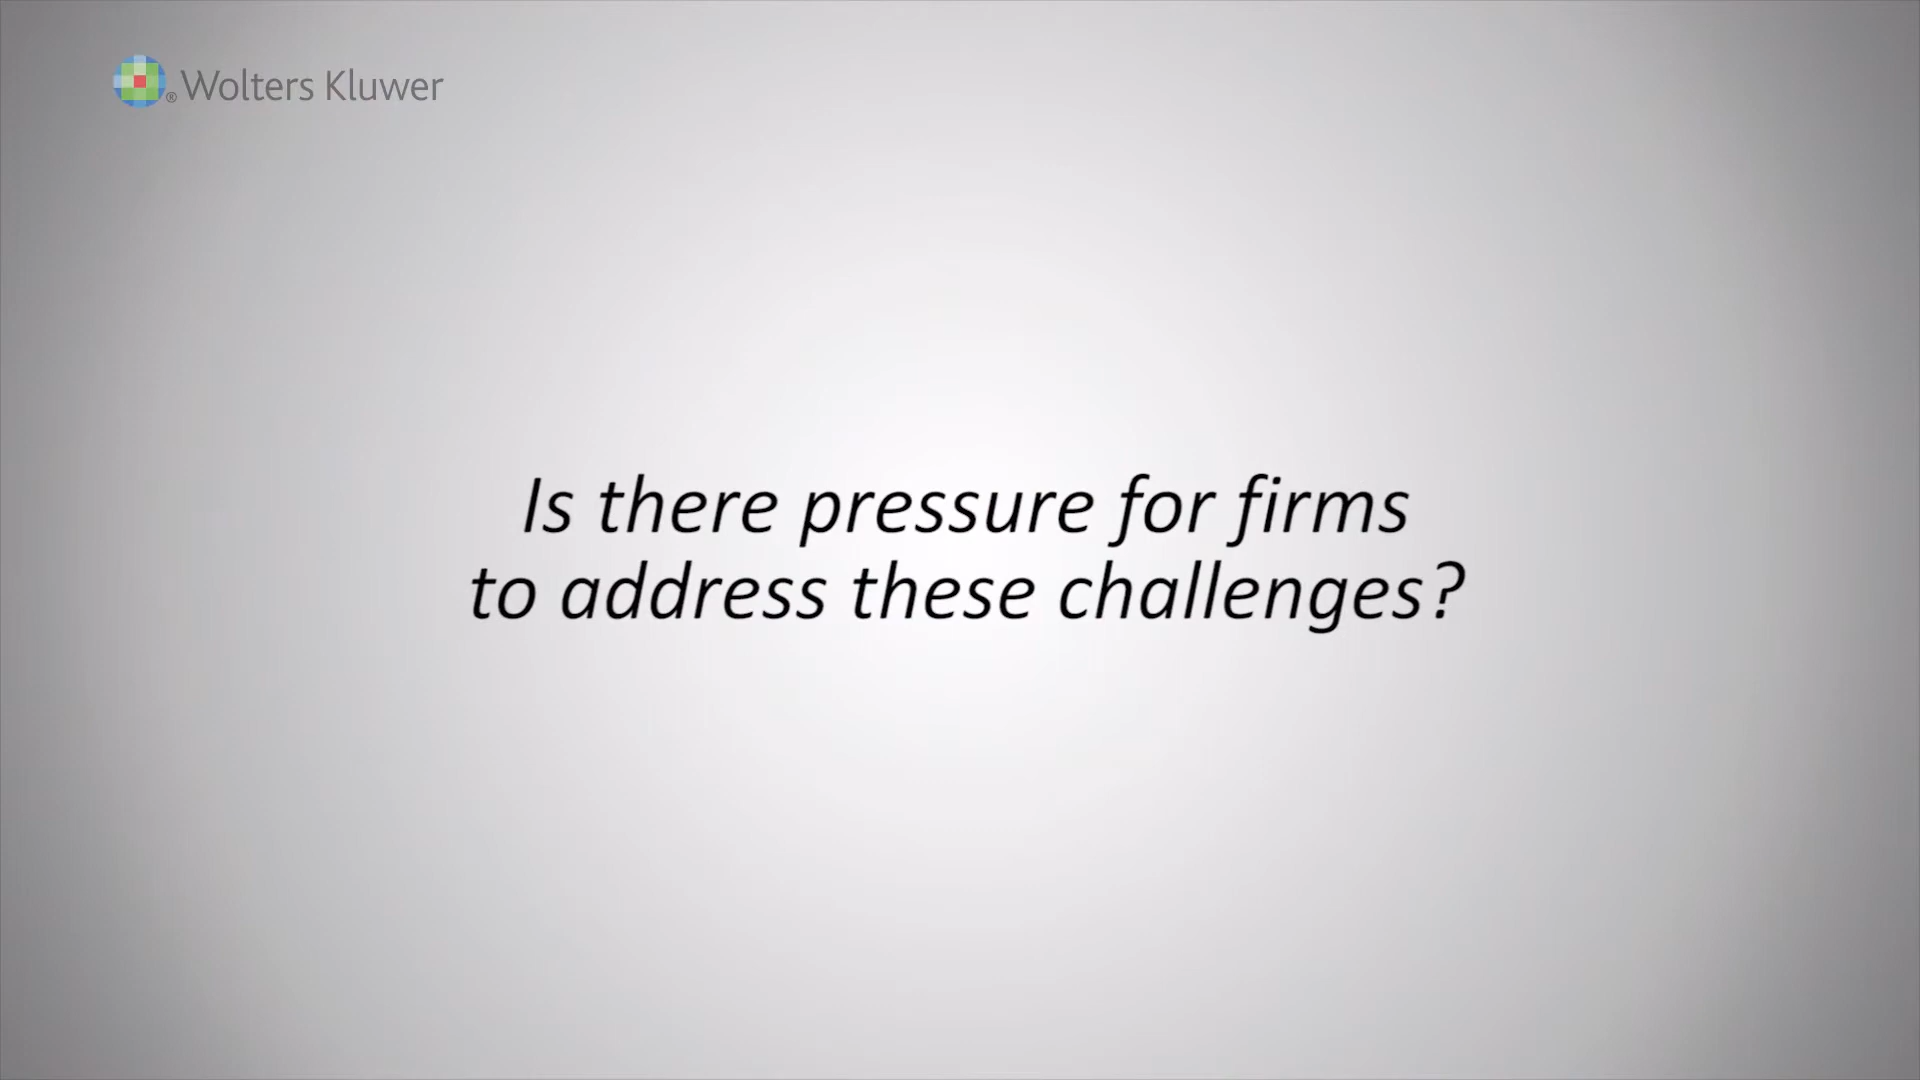 ® Wolters Kluwer
Is there pressure for firms
to address these challenges?